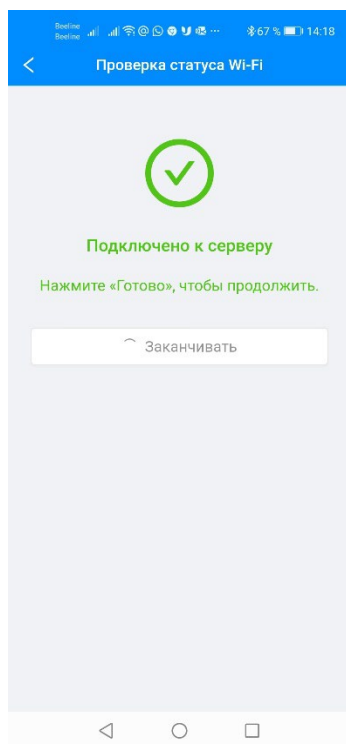 Beeline
Beeline
67 % 14:18
Проверка статуса Wi-Fi
Подключено к серверу
Нажмите «Готово», чтобы продолжить.
Заканчивать